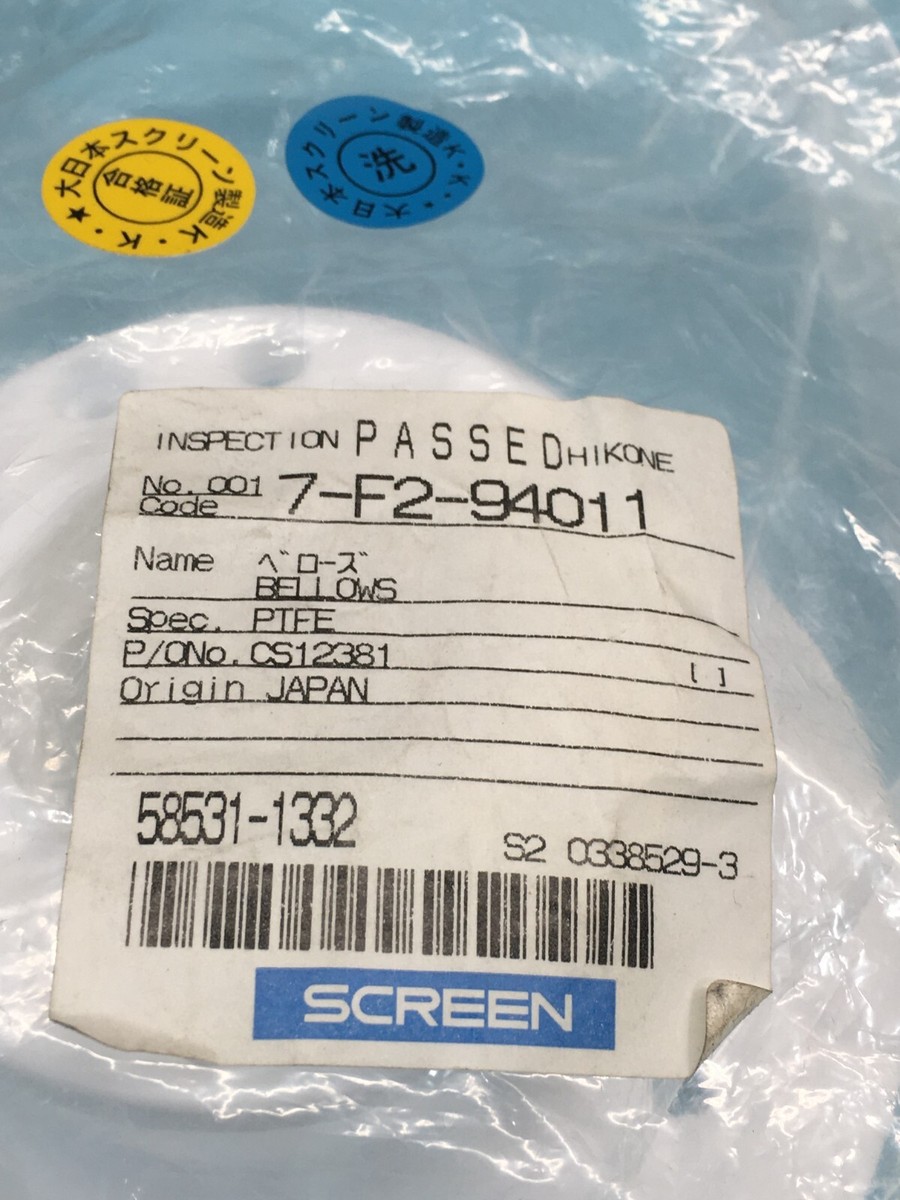 大日本スクリーン製造K.K.★
合格証
大日本スクリーン製造K.K.★
洗
INSPECTION PASSED HIKONE
No. 001
Code 7-F2-94011
Name ベローズ
BELLOWS
Spec. PTFE
P/ONo. CS12381 [ ]
Origin JAPAN
58531-1332
S2 0338529-3
SCREEN